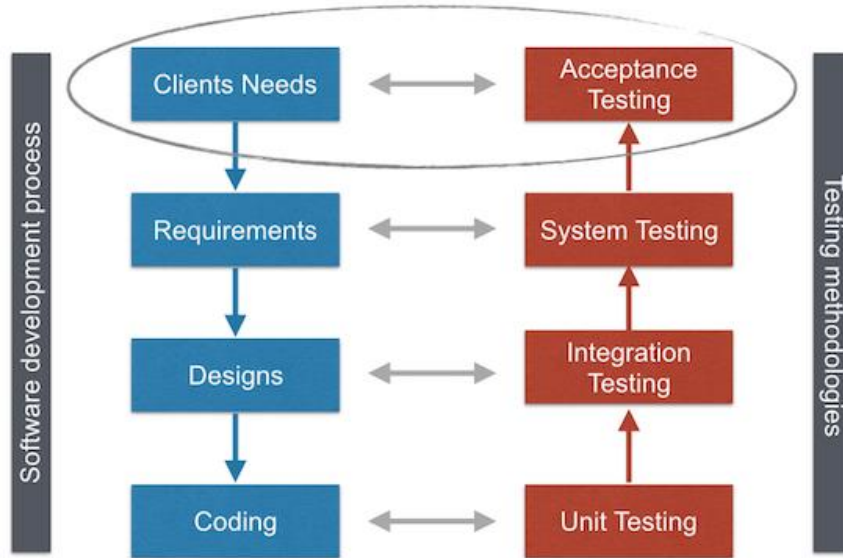 Software development process
Clients Needs
Acceptance
Testing
Requirements
System Testing
Designs
Integration
Testing
Coding
Unit Testing
Testing methodologies